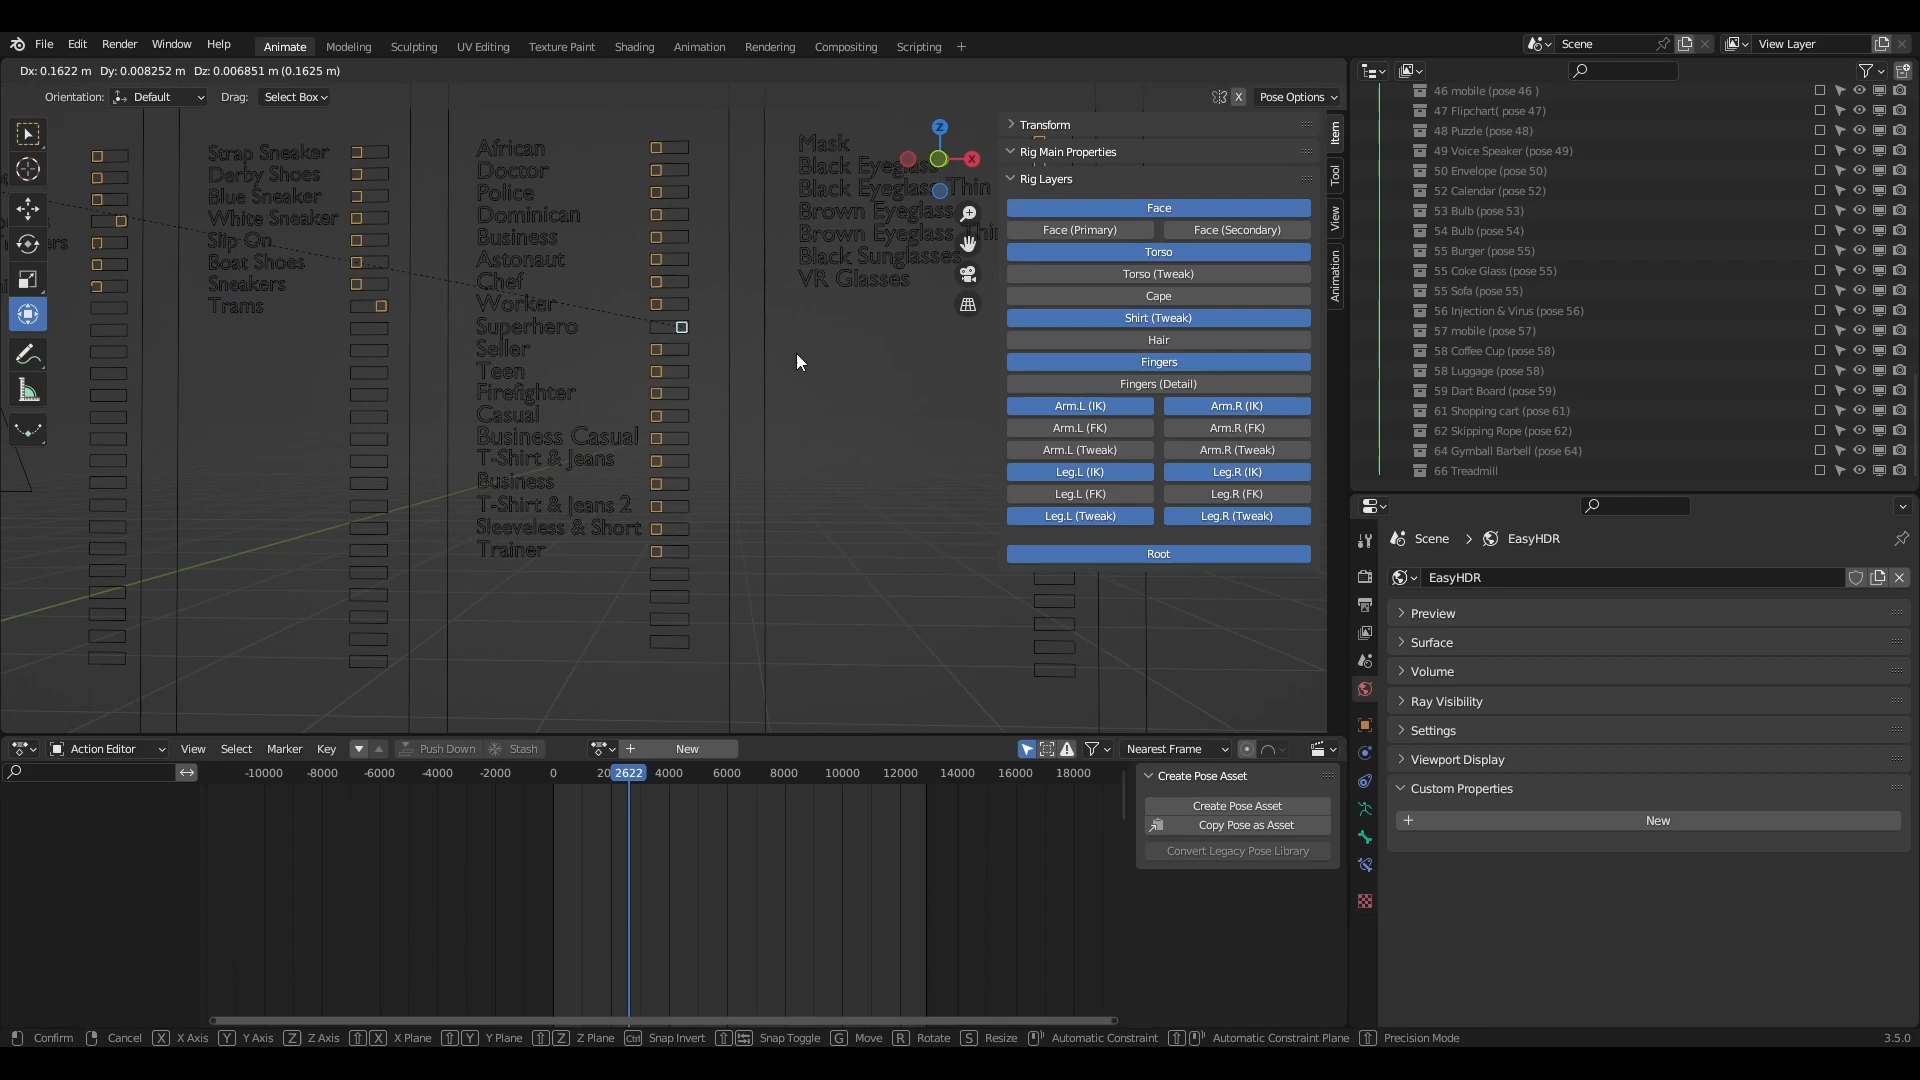 File Edit Render Window Help
Animate Modeling Sculpting UV Editing Texture Paint Shading Animation Rendering Compositing Scripting +
Scene
View Layer
Dx: 0.1622 m Dy: 0.008252 m Dz: 0.006851 m (0.1625 m)
Orientation: Default Drag: Select Box
X Pose Options
Strap Sneaker
Derby Shoes
Blue Sneaker
White Sneaker
Slip On
Boat Shoes
Sneakers
Trams
African
Doctor
Police
Dominican
Business
Astonaut
Chef
Worker
Superhero
Seller
Teen
Firefighter
Casual
Business Casual
T-Shirt & Jeans
Business
T-Shirt & Jeans 2
Sleeveless & Short
Trainer
Mask
Black Eyeglass
Black Eyeglass Thin
Brown Eyeglass
Brown Eyeglass Thin
Black Sunglasses
VR Glasses
Z
X
Transform
Rig Main Properties
Rig Layers
Face
Face (Primary) Face (Secondary)
Torso
Torso (Tweak)
Cape
Shirt (Tweak)
Hair
Fingers
Fingers (Detail)
Arm.L (IK) Arm.R (IK)
Arm.L (FK) Arm.R (FK)
Arm.L (Tweak) Arm.R (Tweak)
Leg.L (IK) Leg.R (IK)
Leg.L (FK) Leg.R (FK)
Leg.L (Tweak) Leg.R (Tweak)
Root
Item
Tool
View
Animation
46 mobile (pose 46 )
47 Flipchart( pose 47)
48 Puzzle (pose 48)
49 Voice Speaker (pose 49)
50 Envelope (pose 50)
52 Calendar (pose 52)
53 Bulb (pose 53)
54 Bulb (pose 54)
55 Burger (pose 55)
55 Coke Glass (pose 55)
55 Sofa (pose 55)
56 Injection & Virus (pose 56)
57 mobile (pose 57)
58 Coffee Cup (pose 58)
58 Luggage (pose 58)
59 Dart Board (pose 59)
61 Shopping cart (pose 61)
62 Skipping Rope (pose 62)
64 Gymball Barbell (pose 64)
66 Treadmill
Scene > EasyHDR
EasyHDR
Preview
Surface
Volume
Ray Visibility
Settings
Viewport Display
Custom Properties
+ New
Action Editor View Select Marker Key Push Down Stash + New Nearest Frame
-10000 -8000 -6000 -4000 -2000 0 20 2622 4000 6000 8000 10000 12000 14000 16000 18000
Create Pose Asset
Create Pose Asset
Copy Pose as Asset
Convert Legacy Pose Library
Confirm Cancel X X Axis Y Y Axis Z Z Axis X X Plane Y Y Plane Z Z Plane Ctrl Snap Invert Snap Toggle G Move R Rotate S Resize Automatic Constraint Automatic Constraint Plane Precision Mode 3.5.0